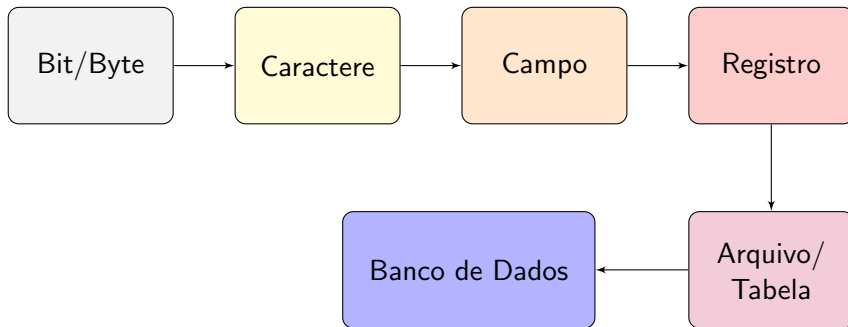 Bit/Byte
Caractere
Campo
Registro
Arquivo/
Tabela
Banco de Dados